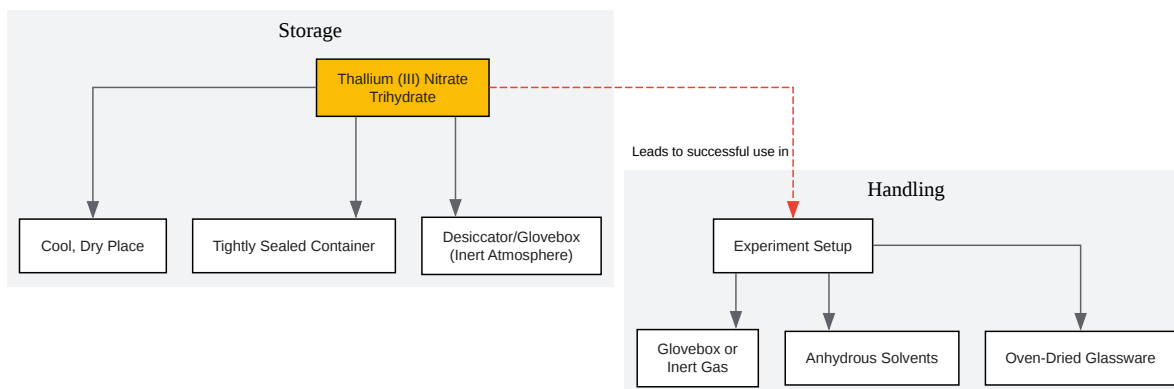 Storage
Thallium (III) Nitrate
Trihydrate
Leads to successful use in
Handling
Cool, Dry Place
Tightly Sealed Container
Desiccator/Glovebox
(Inert Atmosphere)
Experiment Setup
Glovebox or
Inert Gas
Anhydrous Solvents
Oven-Dried Glassware